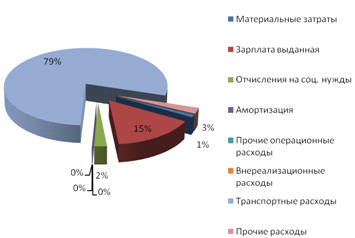 79%
3%
1%
15%
0%
2%
0%
0%
Материальные затраты
Зарплата выданная
Отчисления на соц. нужды
Амортизация
Прочие операционные
расходы
Внереализационные
расходы
Транспортные расходы
Прочие расходы